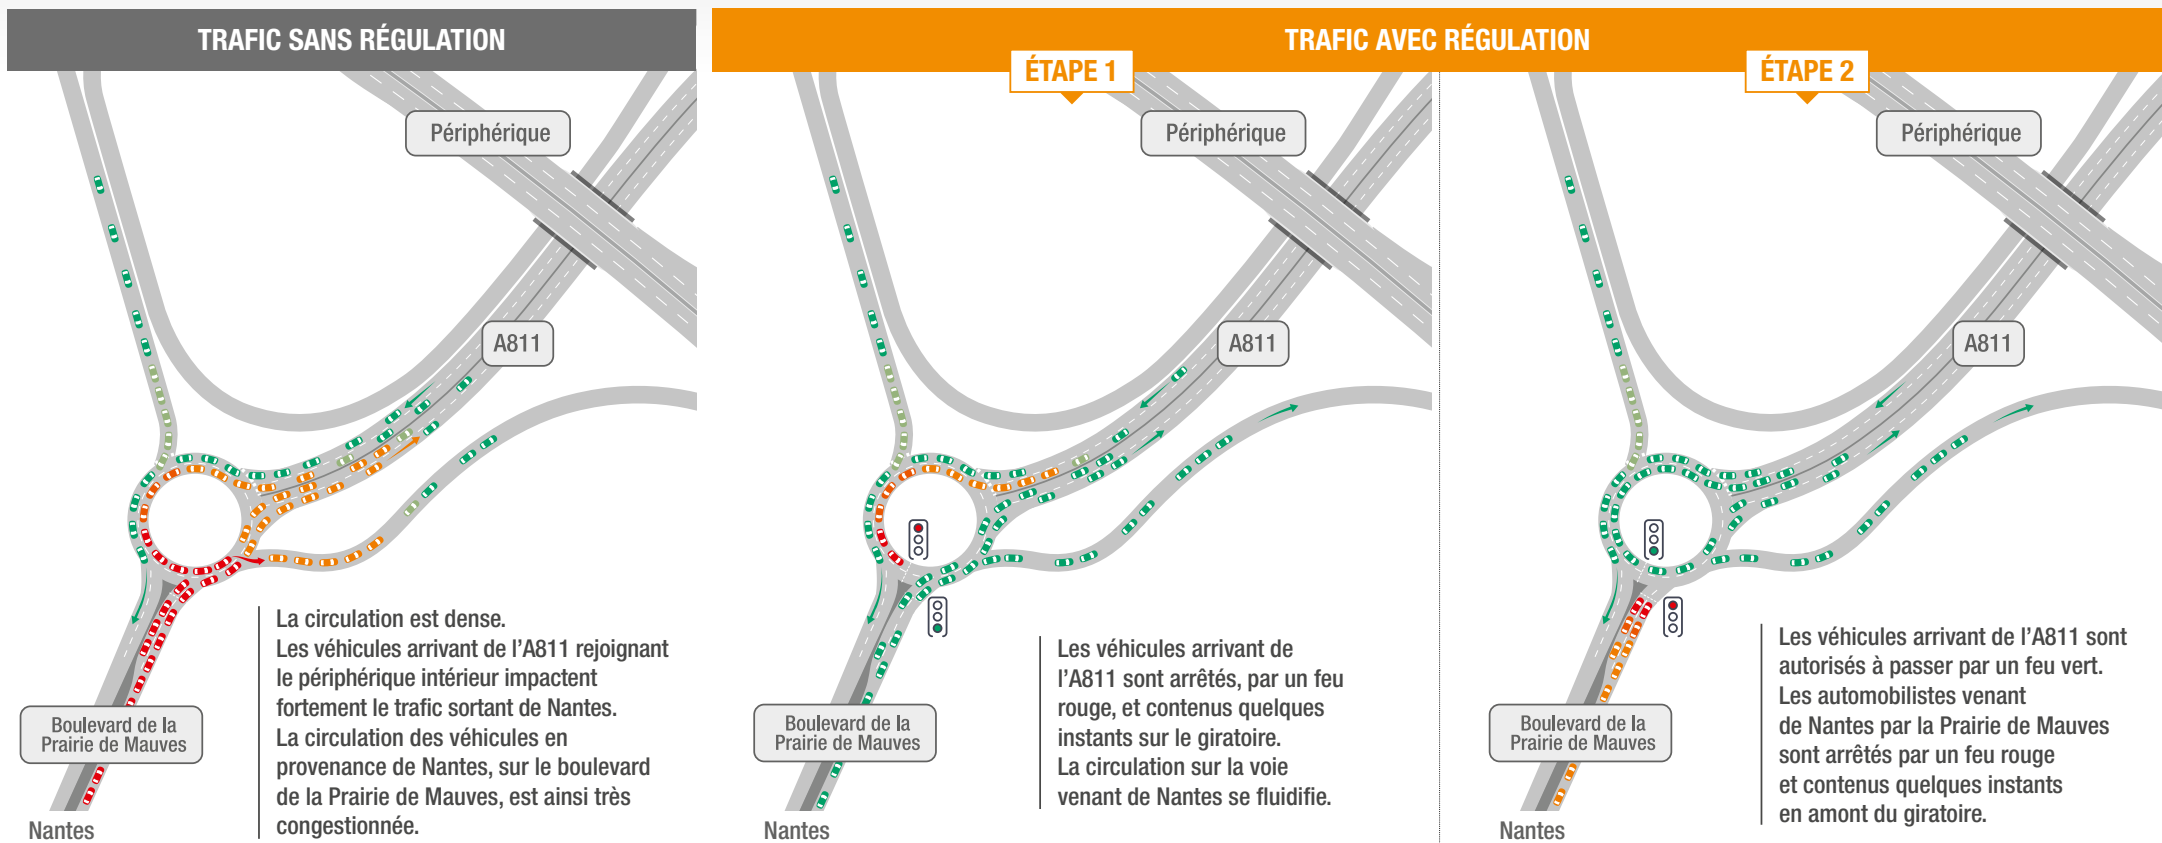 TRAFIC SANS RÉGULATION
Périphérique
A811
La circulation est dense.
Les véhicules arrivant de l’A811 rejoignant
le périphérique intérieur impactent
fortement le trafic sortant de Nantes.
La circulation des véhicules en
provenance de Nantes, sur le boulevard
de la Prairie de Mauves, est ainsi très
congestionnée.
Boulevard de la
Prairie de Mauves
Nantes
TRAFIC AVEC RÉGULATION
ÉTAPE 1
Périphérique
A811
Les véhicules arrivant de
l’A811 sont arrêtés, par un feu
rouge, et contenus quelques
instants sur le giratoire.
La circulation sur la voie
venant de Nantes se fluidifie.
Boulevard de la
Prairie de Mauves
Nantes
ÉTAPE 2
Périphérique
A811
Les véhicules arrivant de l’A811 sont
autorisés à passer par un feu vert.
Les automobilistes venant
de Nantes par la Prairie de Mauves
sont arrêtés par un feu rouge
et contenus quelques instants
en amont du giratoire.
Boulevard de la
Prairie de Mauves
Nantes